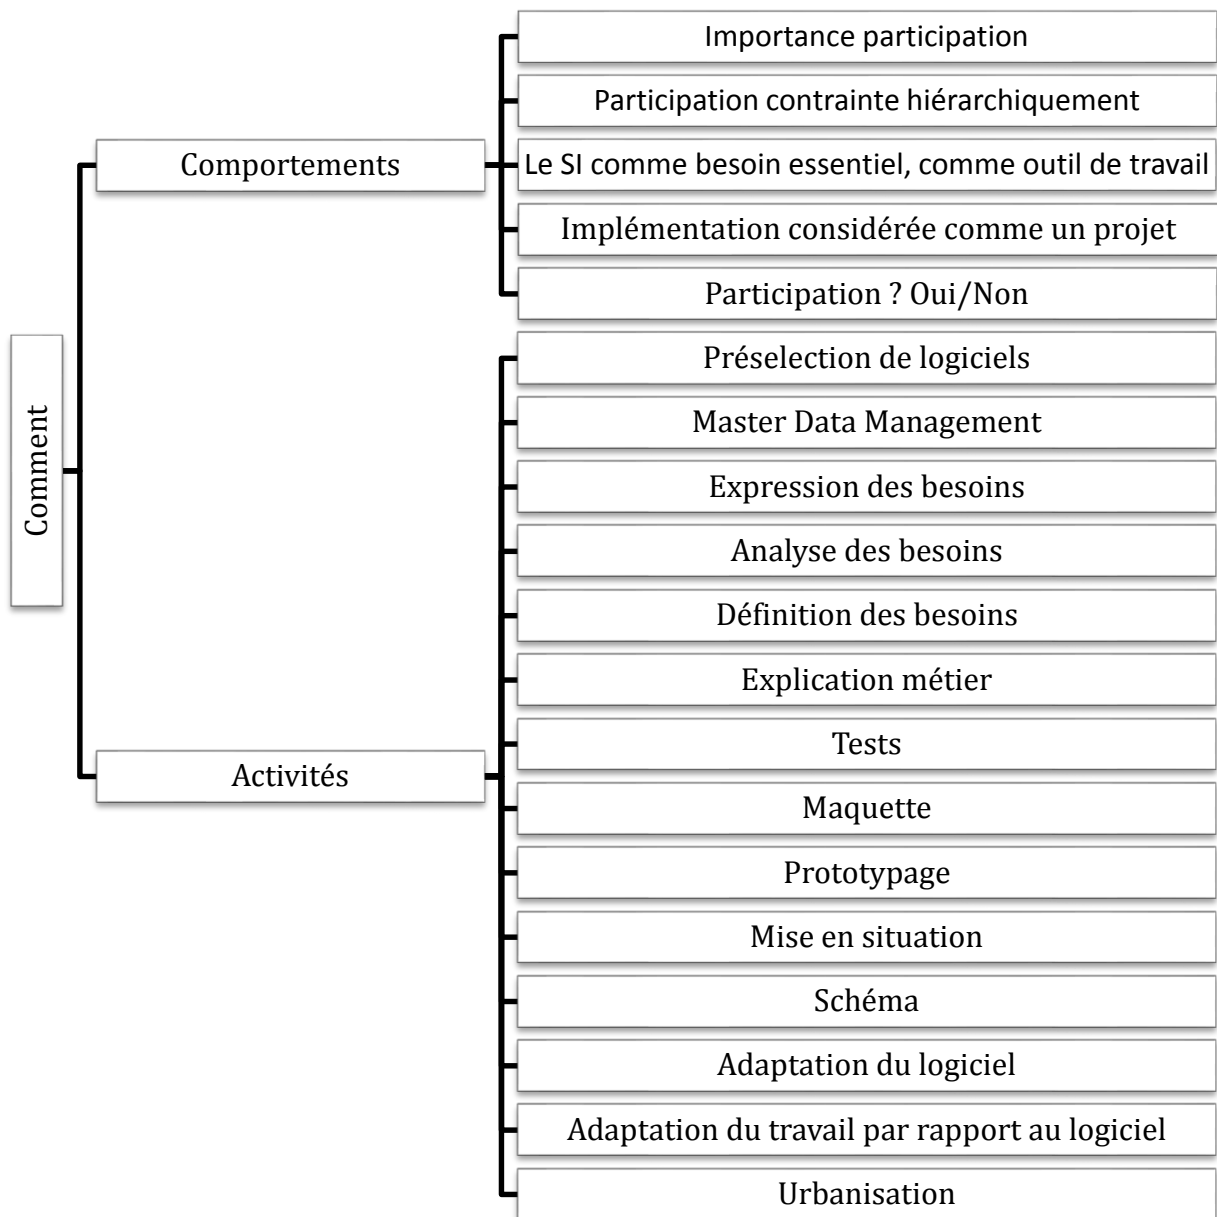 Comment
Comportements
Importance participation
Participation contrainte hiérarchiquement
Le SI comme besoin essentiel, comme outil de travail
Implémentation considérée comme un projet
Participation ? Oui/Non
Activités
Préselection de logiciels
Master Data Management
Expression des besoins
Analyse des besoins
Définition des besoins
Explication métier
Tests
Maquette
Prototypage
Mise en situation
Schéma
Adaptation du logiciel
Adaptation du travail par rapport au logiciel
Urbanisation